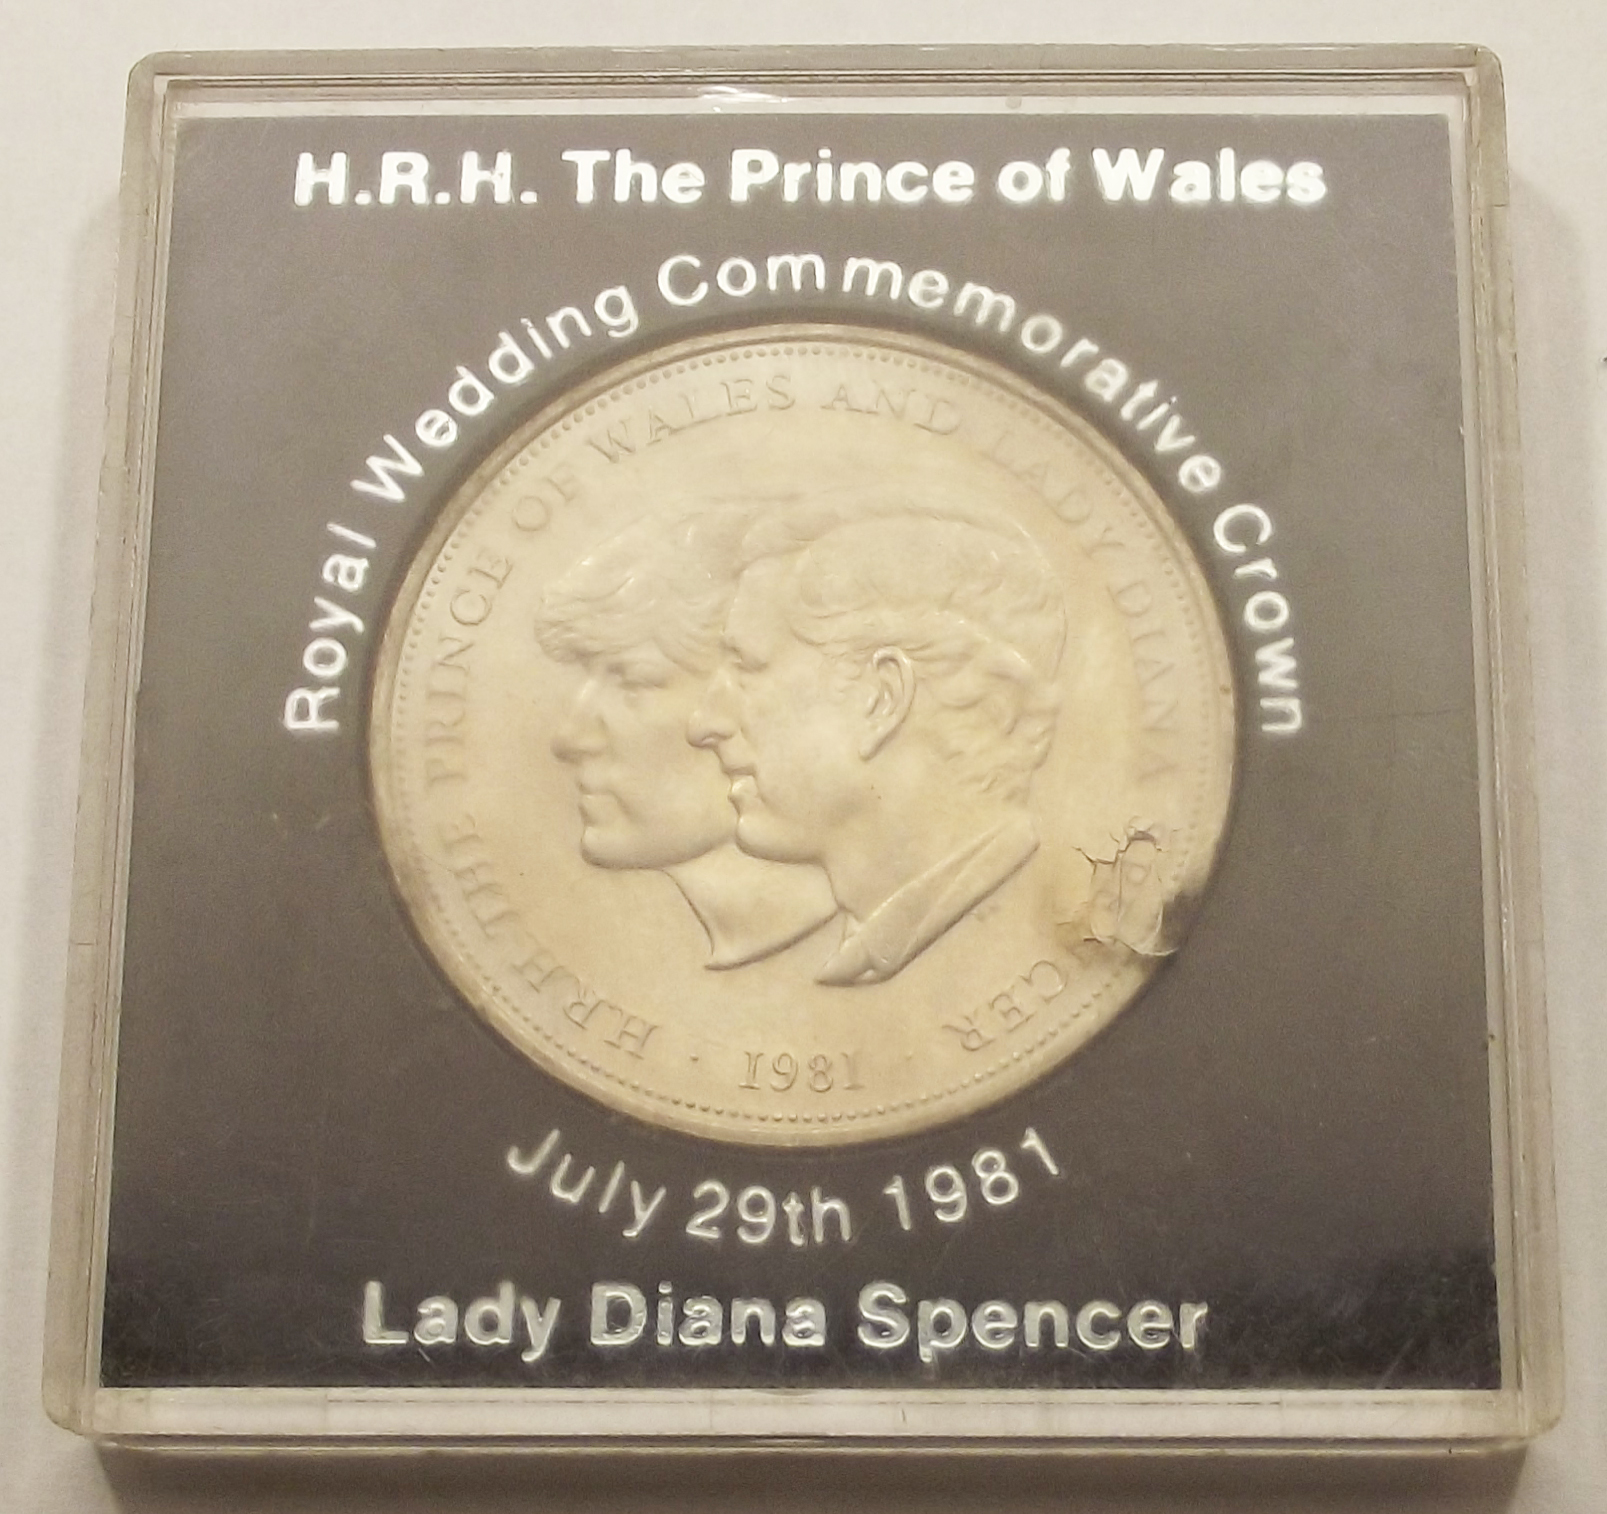 H.R.H. The Prince of Wales
Royal Wedding Commemorative Crown
H.R.H. THE PRINCE OF WALES AND LADY DIANA SPENCER
· 1981 ·
July 29th 1981
Lady Diana Spencer